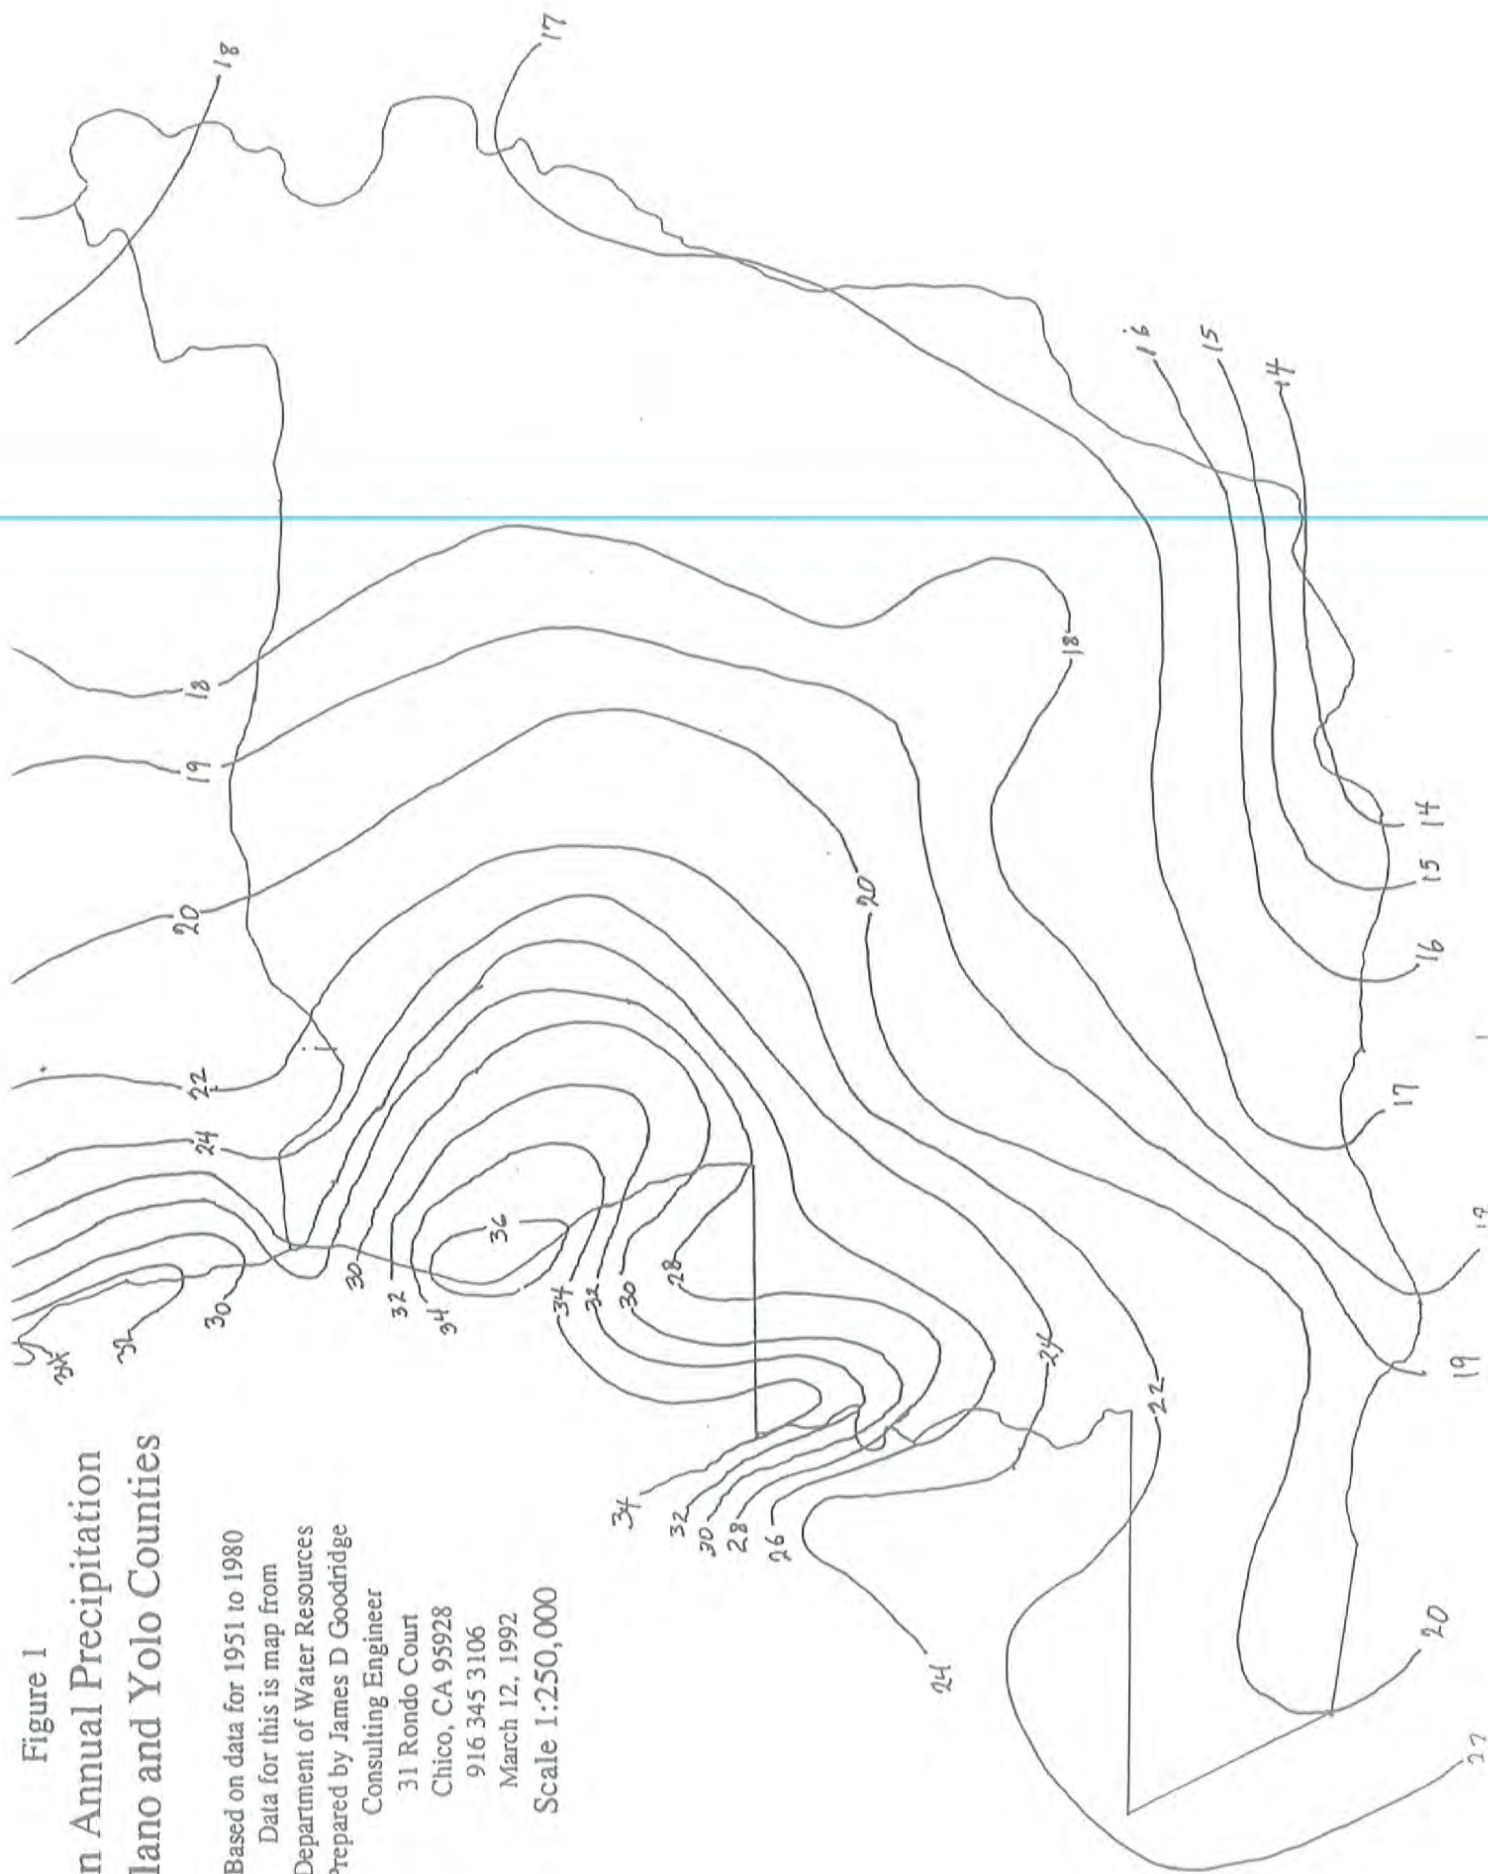 Figure 1
n Annual Precipitation
lano and Yolo Counties
Based on data for 1951 to 1980
Data for this is map from
Department of Water Resources
Prepared by James D Goodridge
Consulting Engineer
31 Rondo Court
Chico, CA 95928
916 345 3106
March 12, 1992
Scale 1:250,000
34
32
30
30
32
34
36
34
32
30
28
34
32
30
28
26
24
24
22
20
22
24
22
20
19
18
18
17
20
18
16
15
14
14
15
16
17
19